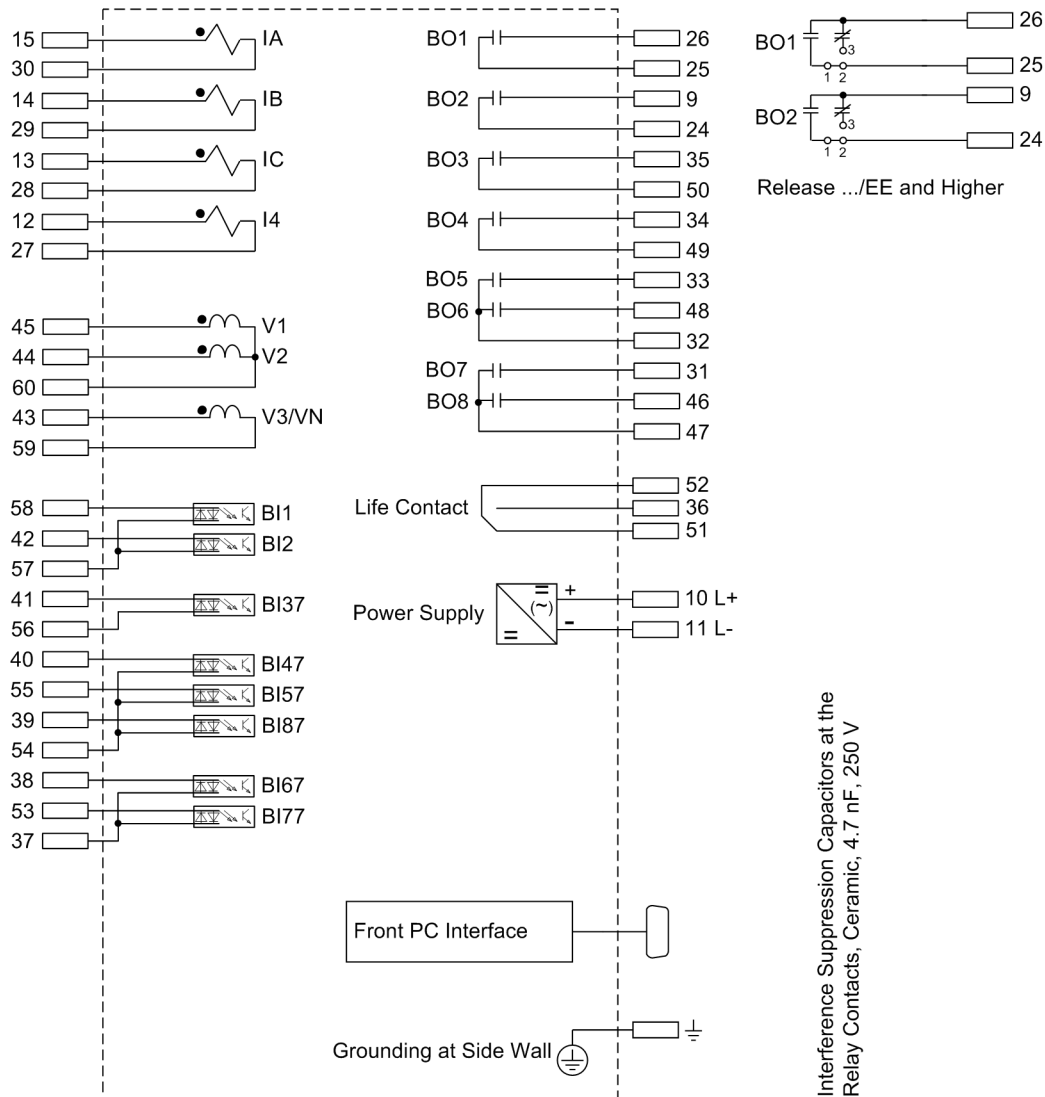 15 IA
30
14 IB
29
13 IC
28
12 I4
27
45 V1
44 V2
60
43 V3/VN
59
58 BI1
42 BI2
57
41 BI37
56
40 BI47
55 BI57
39 BI87
54
38 BI67
53 BI77
37
BO1 26
25
BO2 9
24
BO3 35
50
BO4 34
49
BO5 33
BO6 48
32
BO7 31
BO8 46
47
Life Contact 52
36
51
Power Supply = (~) = + 10 L+
- 11 L-
Front PC Interface
Grounding at Side Wall
26
BO1 3
1 2 25
9
BO2 3
1 2 24
Release .../EE and Higher
Interference Suppression Capacitors at the
Relay Contacts, Ceramic, 4.7 nF, 250 V